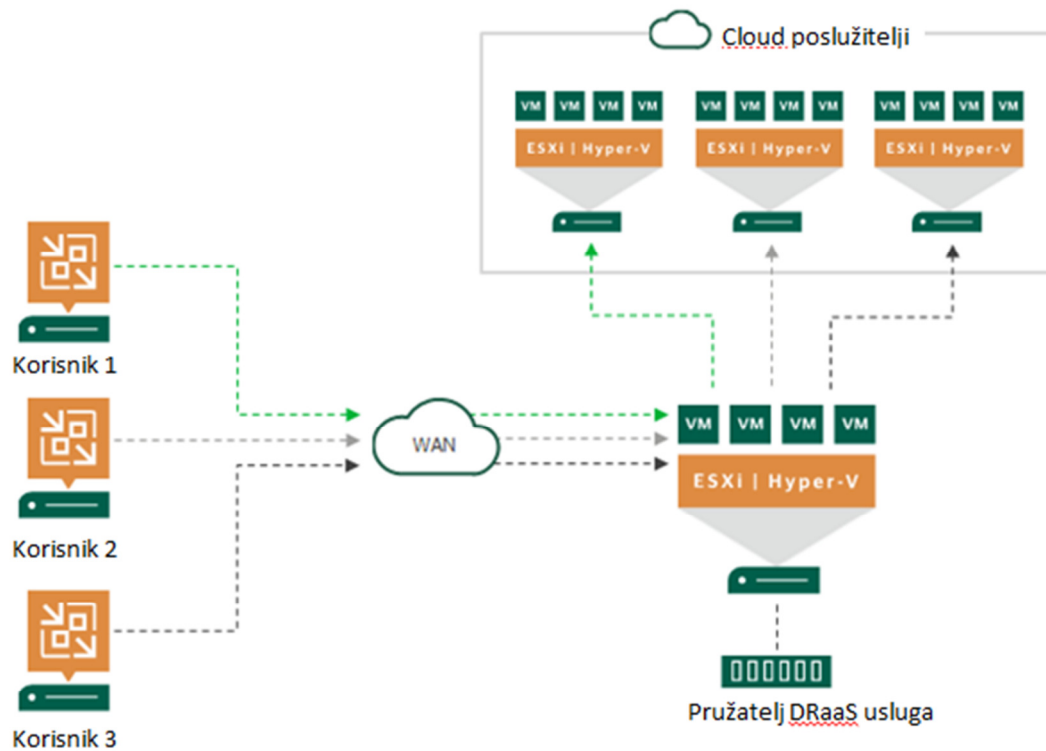 Cloud poslužitelji
VM VM VM VM
VM VM VM VM
VM VM VM VM
ESXi | Hyper-V
ESXi | Hyper-V
ESXi | Hyper-V
Korisnik 1
Korisnik 2
Korisnik 3
WAN
VM VM VM VM
ESXi | Hyper-V
Pružatelj DRaaS usluga